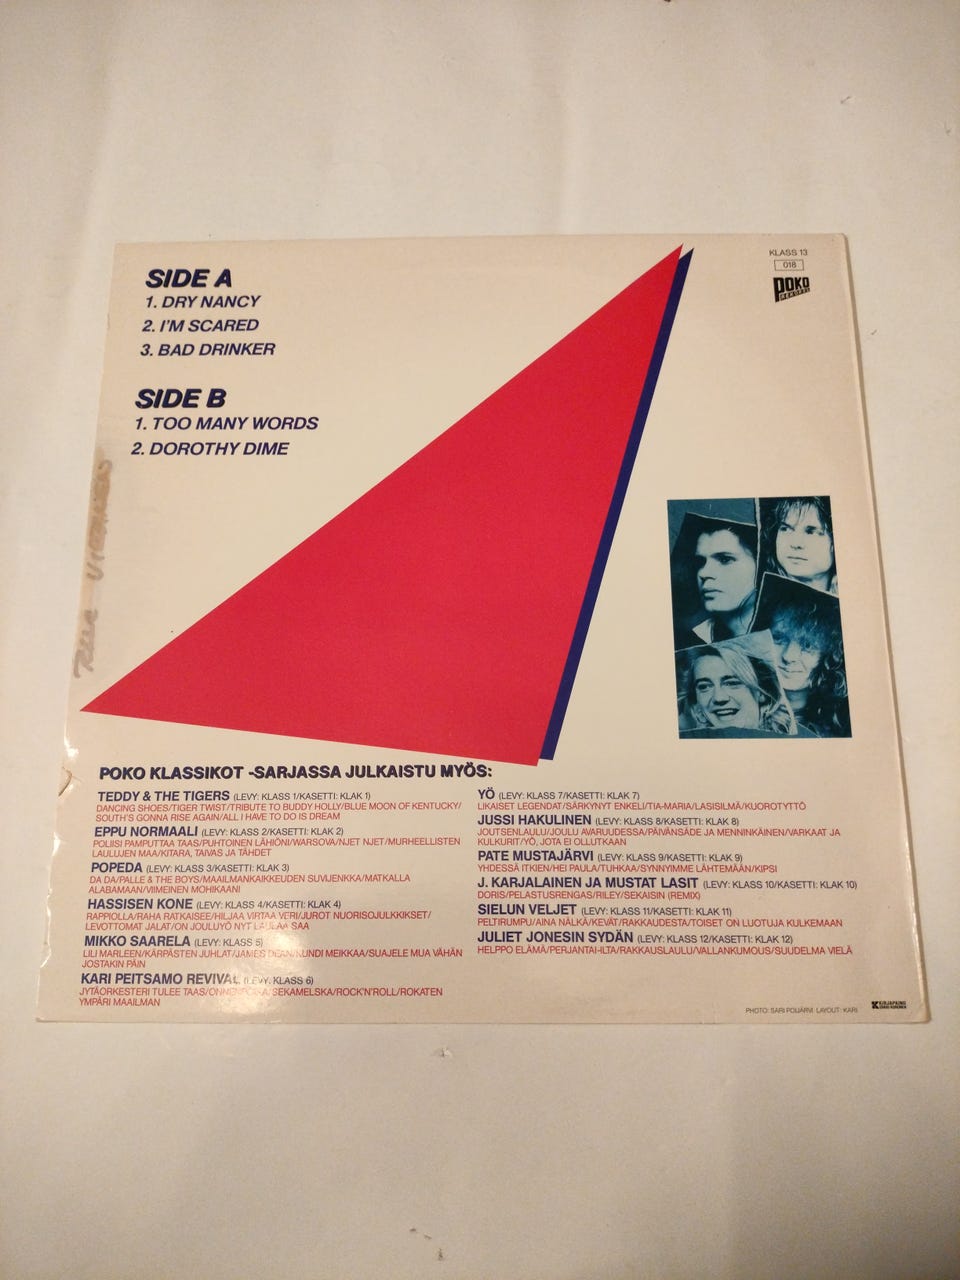 SIDE A
1. DRY NANCY
2. I'M SCARED
3. BAD DRINKER
SIDE B
1. TOO MANY WORDS
2. DOROTHY DIME
KLASS 13
018
POKO
REKORDS
POKO KLASSIKOT -SARJASSA JULKAISTU MYÖS:
TEDDY & THE TIGERS (LEVY: KLASS 1/KASETTI: KLAK 1)
DANCING SHOES/TIGER TWIST/TRIBUTE TO BUDDY HOLLY/BLUE MOON OF KENTUCKY/
SOUTH'S GONNA RISE AGAIN/ALL I HAVE TO DO IS DREAM
EPPU NORMAALI (LEVY: KLASS 2/KASETTI: KLAK 2)
POLIISI PAMPUTTAA TAAS/PUHTOINEN LÄHIÖNI/WARSOVA/NJET NJET/MURHEELLISTEN
LAULUJEN MAA/KITARA, TAIVAS JA TÄHDET
POPEDA (LEVY: KLASS 3/KASETTI: KLAK 3)
DA DA/PALLE & THE BOYS/MAAILMANKAIKKEUDEN SUVIJENKKA/MATKALLA
ALABAMAAN/VIIMEINEN MOHIKAANI
HASSISEN KONE (LEVY: KLASS 4/KASETTI: KLAK 4)
RAPPIOLLA/RAHA RATKAISEE/HILJAA VIRTAA VERI/JUROT NUORISOJULKKIKSET/
LEVOTTOMAT JALAT/ON JOULUYÖ NYT LAULAA SAA
MIKKO SAARELA (LEVY: KLASS 5)
LILI MARLEEN/KÄRPÄSTEN JUHLAT/JAMES DEAN/KUNDI MEIKKAA/SUAJELE MUA VÄHÄN
JOSTAKIN PÄIN
KARI PEITSAMO REVIVAL (LEVY: KLASS 6)
JYTÄORKESTERI TULEE TAAS/ONNENPOIKA/SEKAMELSKA/ROCK'N'ROLL/ROKATEN
YMPÄRI MAAILMAN
YÖ (LEVY: KLASS 7/KASETTI: KLAK 7)
LIKAISET LEGENDAT/SÄRKYNYT ENKELI/TIA-MARIA/LASISILMÄ/KUOROTYTTÖ
JUSSI HAKULINEN (LEVY: KLASS 8/KASETTI: KLAK 8)
JOUTSENLAULU/JOULU AVARUUDESSA/PÄIVÄNSÄDE JA MENNINKÄINEN/VARKAAT JA
KULKURIT/YÖ, JOTA EI OLLUTKAAN
PATE MUSTAJÄRVI (LEVY: KLASS 9/KASETTI: KLAK 9)
YHDESSÄ ITKIEN/HEI PAULA/TUHKAA/SYNNYIMME LÄHTEMÄÄN/KIPSI
J. KARJALAINEN JA MUSTAT LASIT (LEVY: KLASS 10/KASETTI: KLAK 10)
DORIS/PELASTUSRENGAS/RILEY/SEKAISIN (REMIX)
SIELUN VELJET (LEVY: KLASS 11/KASETTI: KLAK 11)
PELTIRUMPU/AINA NÄLKÄ/KEVÄT/RAKKAUDESTA/TOISET ON LUOTUJA KULKEMAAN
JULIET JONESIN SYDÄN (LEVY: KLASS 12/KASETTI: KLAK 12)
HELPPO ELÄMÄ/PERJANTAI-ILTA/RAKKAUSLAULU/VALLANKUMOUS/SUUDELMA VIELÄ
PHOTO: SARI POIJÄRVI LAYOUT: KARI